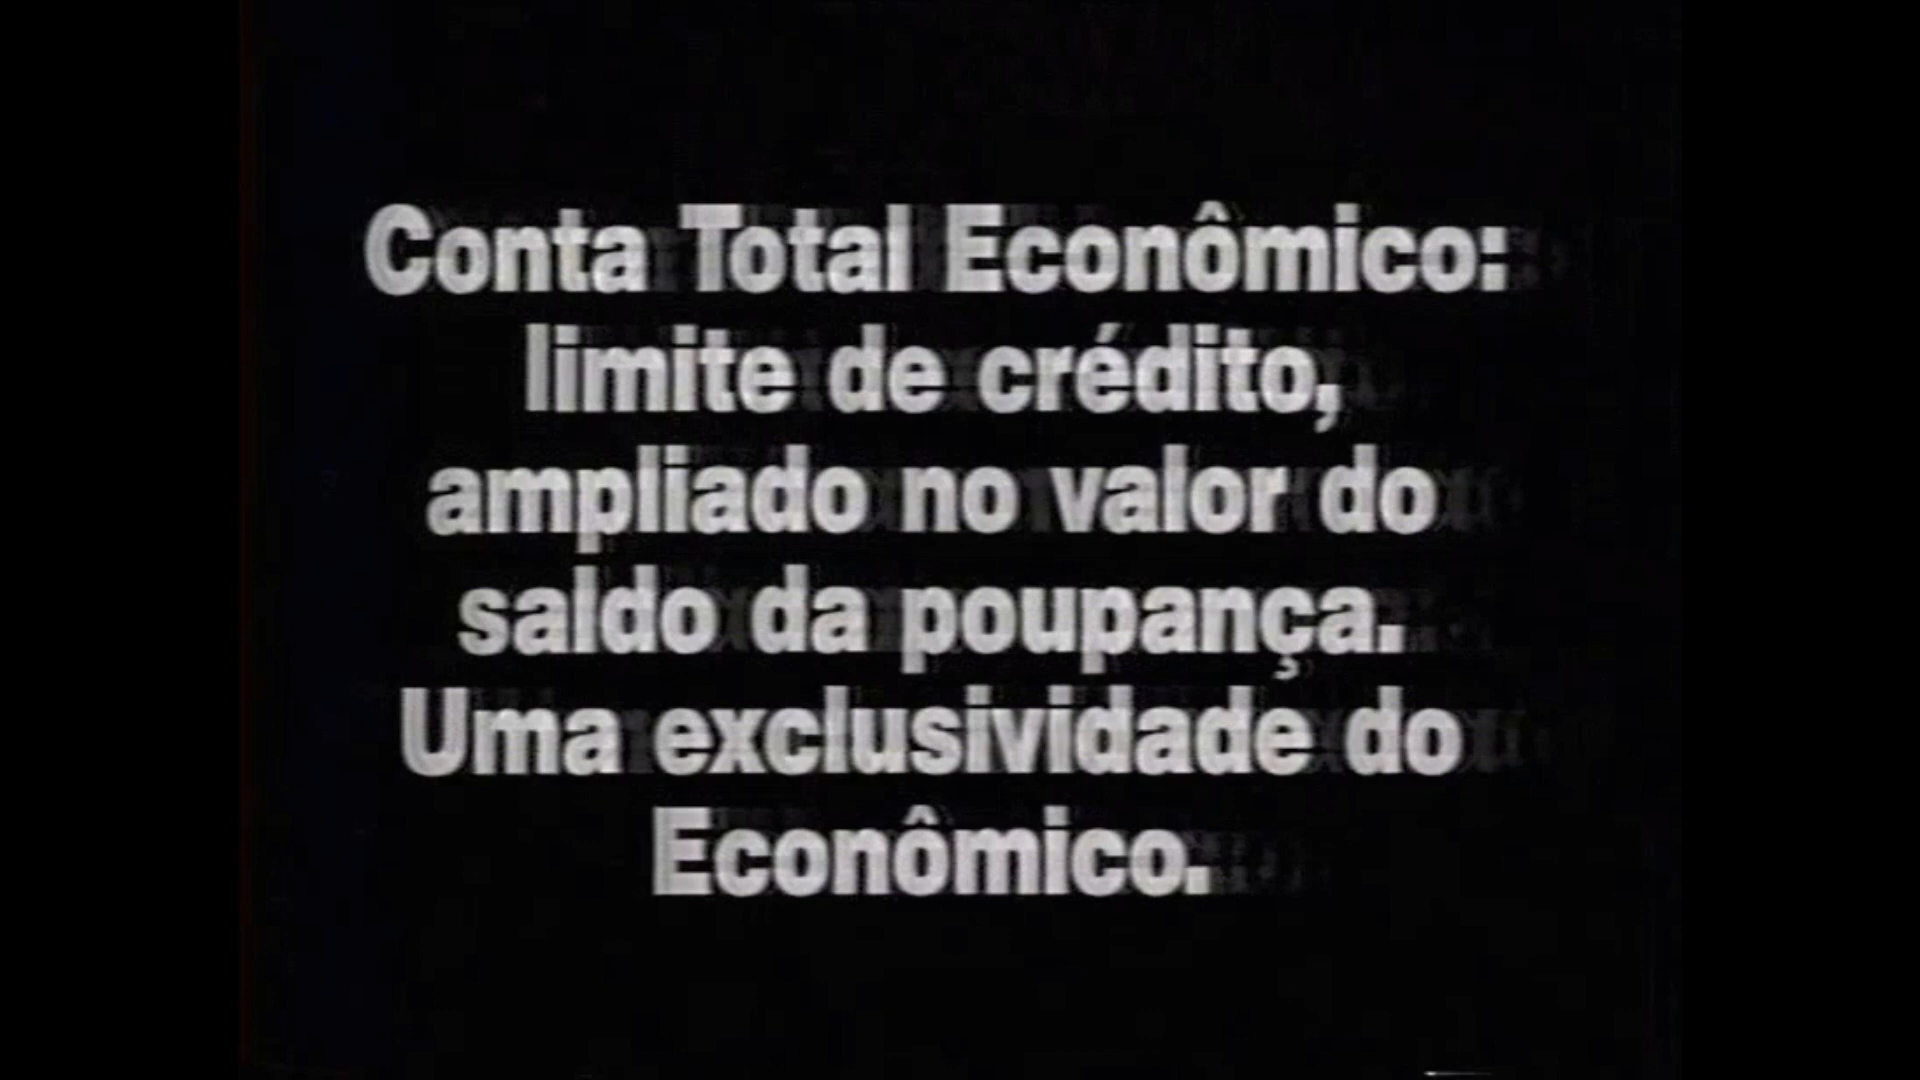 Conta Total Econômico:
limite de crédito,
ampliado no valor do
saldo da poupança.
Uma exclusividade do
Econômico.